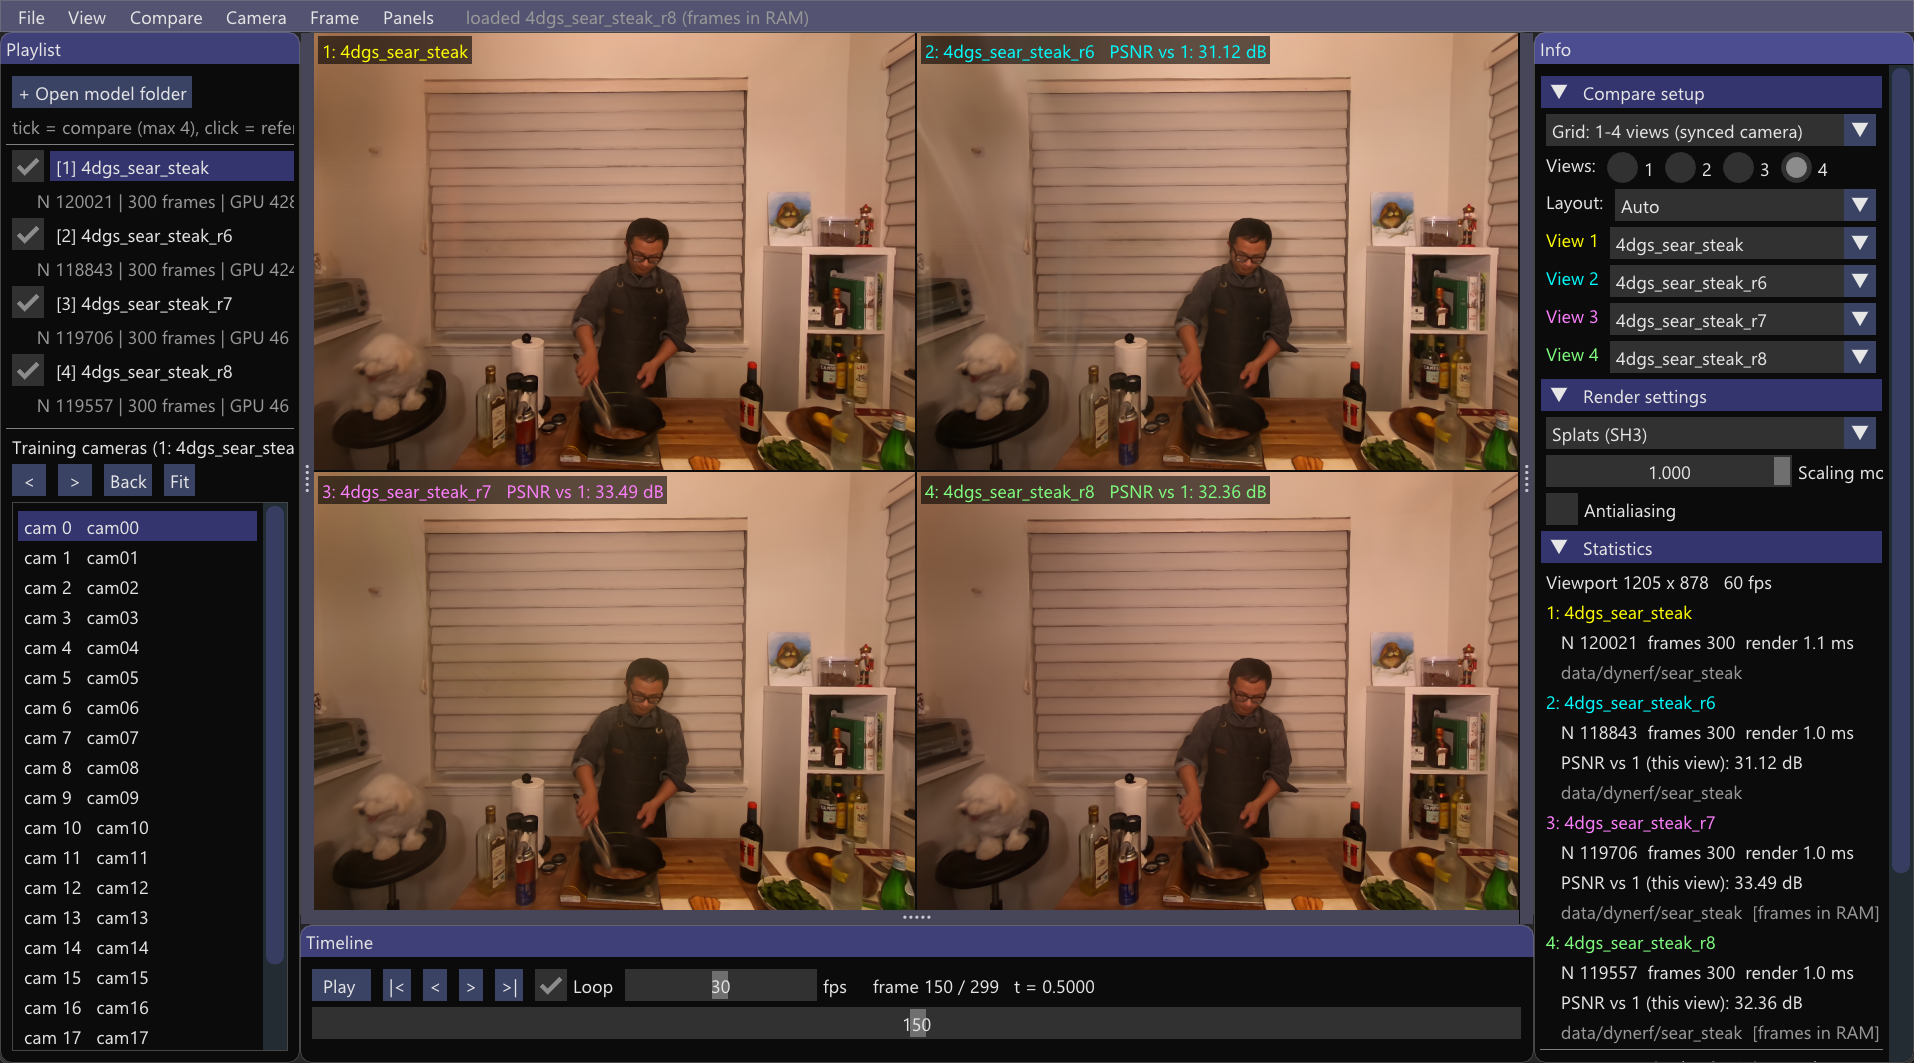 File View Compare Camera Frame Panels loaded 4dgs_sear_steak_r8 (frames in RAM)
Playlist
+ Open model folder
tick = compare (max 4), click = refe
[1] 4dgs_sear_steak
N 120021 | 300 frames | GPU 428
[2] 4dgs_sear_steak_r6
N 118843 | 300 frames | GPU 424
[3] 4dgs_sear_steak_r7
N 119706 | 300 frames | GPU 46
[4] 4dgs_sear_steak_r8
N 119557 | 300 frames | GPU 46
Training cameras (1: 4dgs_sear_stea
< > Back Fit
cam 0 cam00
cam 1 cam01
cam 2 cam02
cam 3 cam03
cam 4 cam04
cam 5 cam05
cam 6 cam06
cam 7 cam07
cam 8 cam08
cam 9 cam09
cam 10 cam10
cam 11 cam11
cam 12 cam12
cam 13 cam13
cam 14 cam14
cam 15 cam15
cam 16 cam16
cam 17 cam17
1: 4dgs_sear_steak
2: 4dgs_sear_steak_r6 PSNR vs 1: 31.12 dB
3: 4dgs_sear_steak_r7 PSNR vs 1: 33.49 dB
4: 4dgs_sear_steak_r8 PSNR vs 1: 32.36 dB
Timeline
Play |< < > >| Loop 30 fps frame 150 / 299 t = 0.5000
150
Info
Compare setup
Grid: 1-4 views (synced camera)
Views: 1 2 3 4
Layout: Auto
View 1 4dgs_sear_steak
View 2 4dgs_sear_steak_r6
View 3 4dgs_sear_steak_r7
View 4 4dgs_sear_steak_r8
Render settings
Splats (SH3)
1.000 Scaling mo
Antialiasing
Statistics
Viewport 1205 x 878 60 fps
1: 4dgs_sear_steak
N 120021 frames 300 render 1.1 ms
data/dynerf/sear_steak
2: 4dgs_sear_steak_r6
N 118843 frames 300 render 1.0 ms
PSNR vs 1 (this view): 31.12 dB
data/dynerf/sear_steak
3: 4dgs_sear_steak_r7
N 119706 frames 300 render 1.0 ms
PSNR vs 1 (this view): 33.49 dB
data/dynerf/sear_steak [frames in RAM]
4: 4dgs_sear_steak_r8
N 119557 frames 300 render 1.0 ms
PSNR vs 1 (this view): 32.36 dB
data/dynerf/sear_steak [frames in RAM]